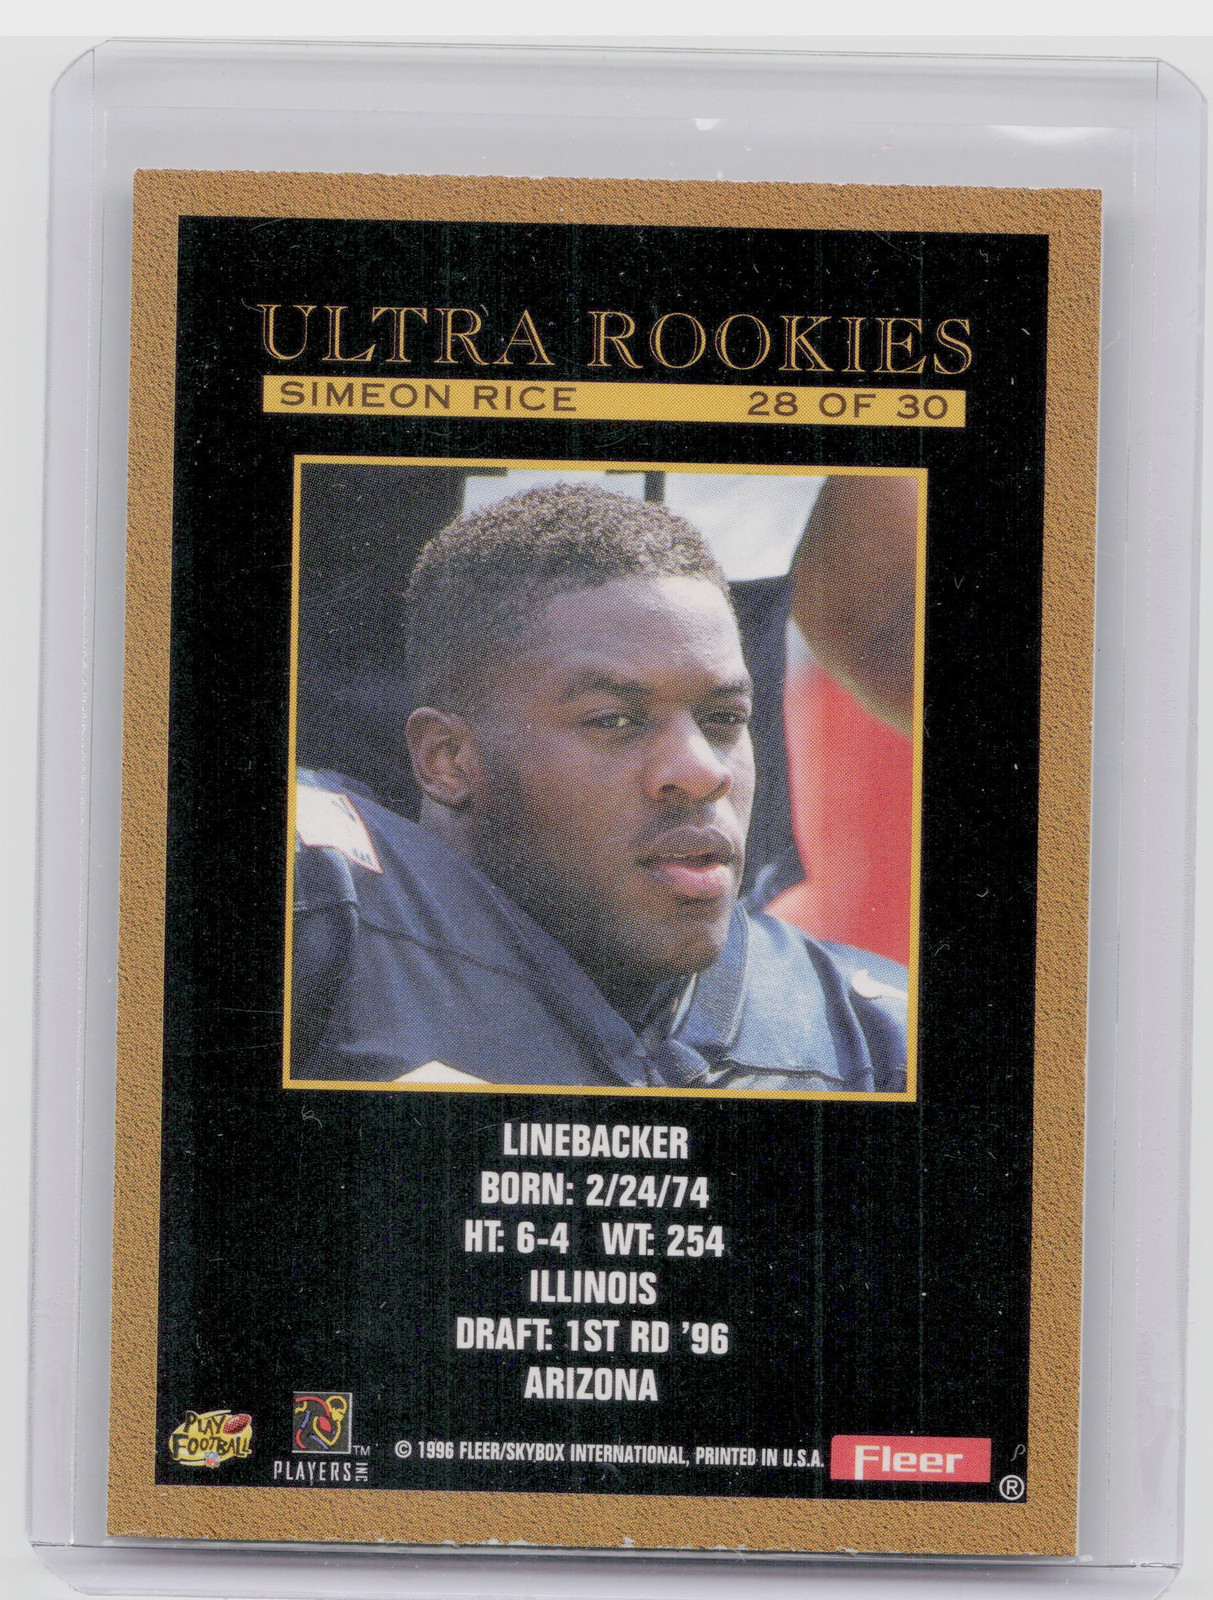 ULTRA ROOKIES
SIMEON RICE 28 OF 30
LINEBACKER
BORN: 2/24/74
HT: 6-4 WT: 254
ILLINOIS
DRAFT: 1ST RD '96
ARIZONA
PLAY
FOOTBALL
TM
PLAYERS INC
© 1996 FLEER/SKYBOX INTERNATIONAL, PRINTED IN U.S.A.
Fleer
®